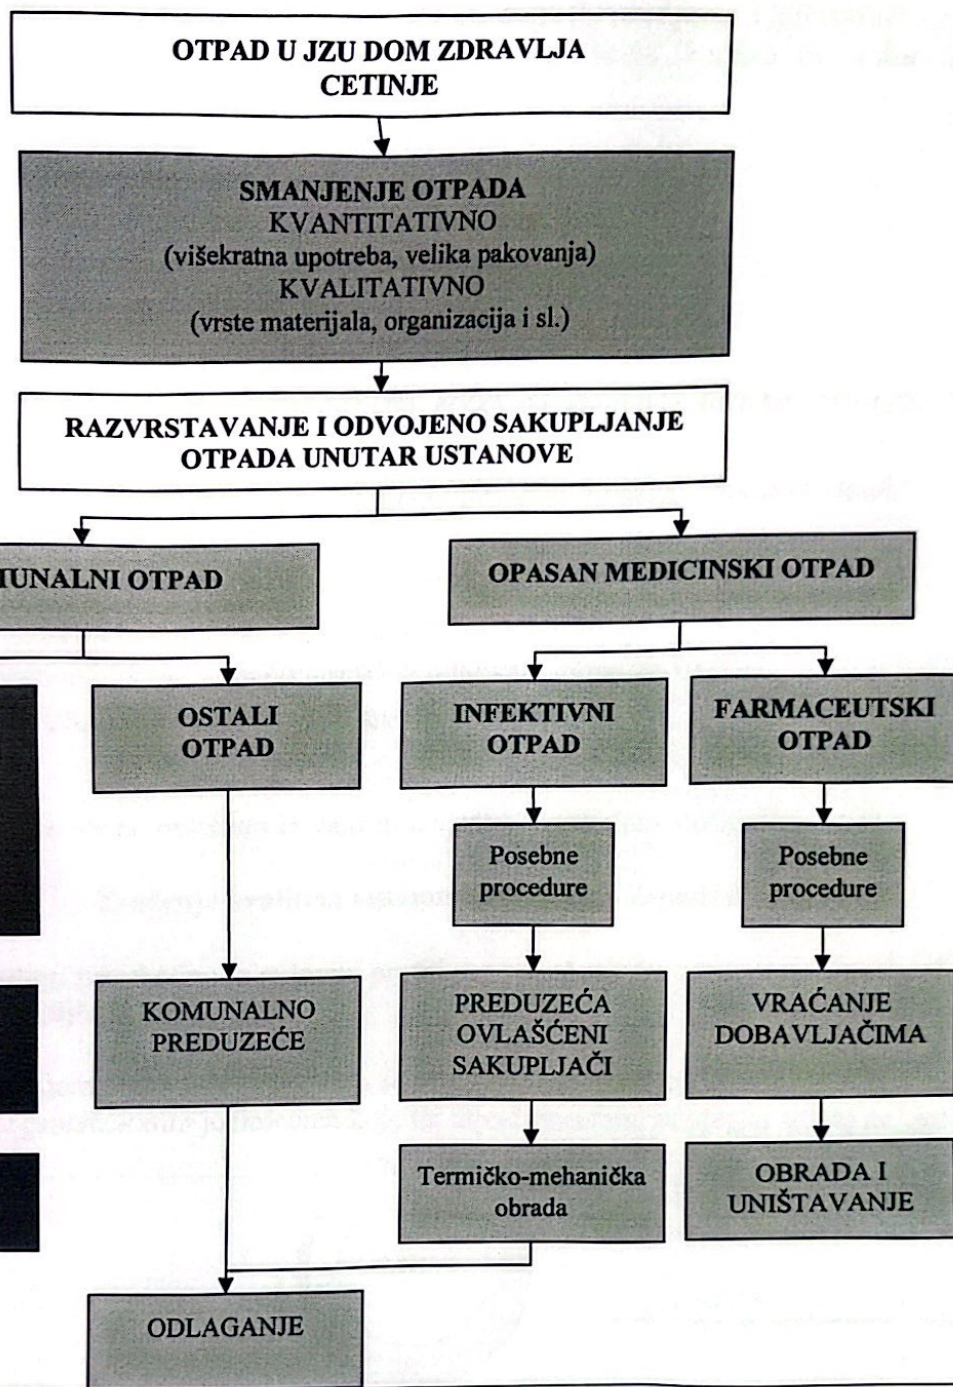 OTPAD U JZU DOM ZDRAVLJA
CETINJE
SMANJENJE OTPADA
KVANTITATIVNO
(višekratna upotreba, velika pakovanja)
KVALITATIVNO
(vrste materijala, organizacija i sl.)
RAZVRSTAVANJE I ODVOJENO SAKUPLJANJE
OTPADA UNUTAR USTANOVE
MUNALNI OTPAD
OPASAN MEDICINSKI OTPAD
OSTALI
OTPAD
INFEKTIVNI
OTPAD
FARMACEUTSKI
OTPAD
Posebne
procedure
Posebne
procedure
KOMUNALNO
PREDUZEĆE
PREDUZEĆA
OVLAŠĆENI
SAKUPLJAČI
VRAĆANJE
DOBAVLJAČIMA
Termičko-mehanička
obrada
OBRADA I
UNIŠTAVANJE
ODLAGANJE